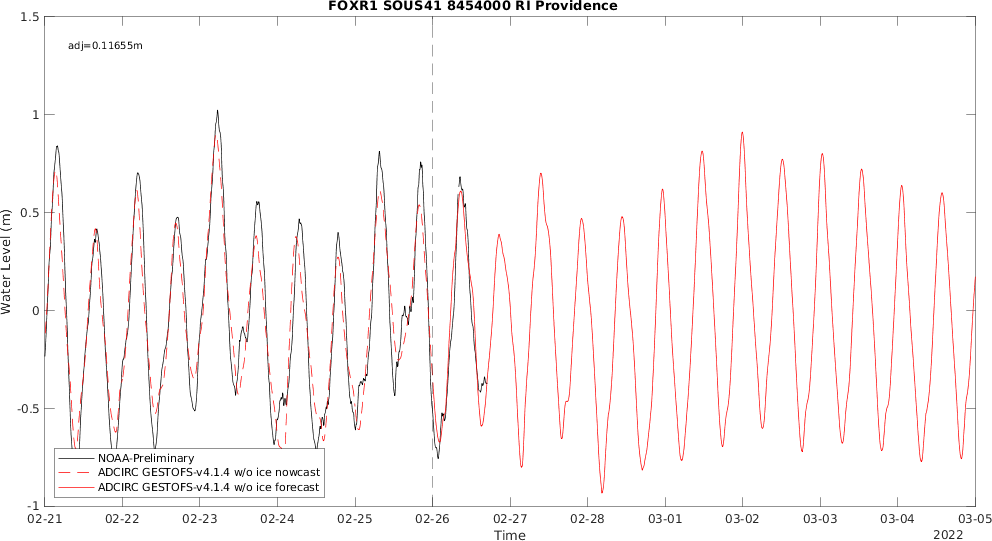 FOXR1 SOUS41 8454000 RI Providence
adj=0.11655m
Water Level (m)
1.5
1
0.5
0
-0.5
-1
NOAA-Preliminary
ADCIRC GESTOFS-v4.1.4 w/o ice nowcast
ADCIRC GESTOFS-v4.1.4 w/o ice forecast
02-21 02-22 02-23 02-24 02-25 02-26 02-27 02-28 03-01 03-02 03-03 03-04 03-05
Time
2022